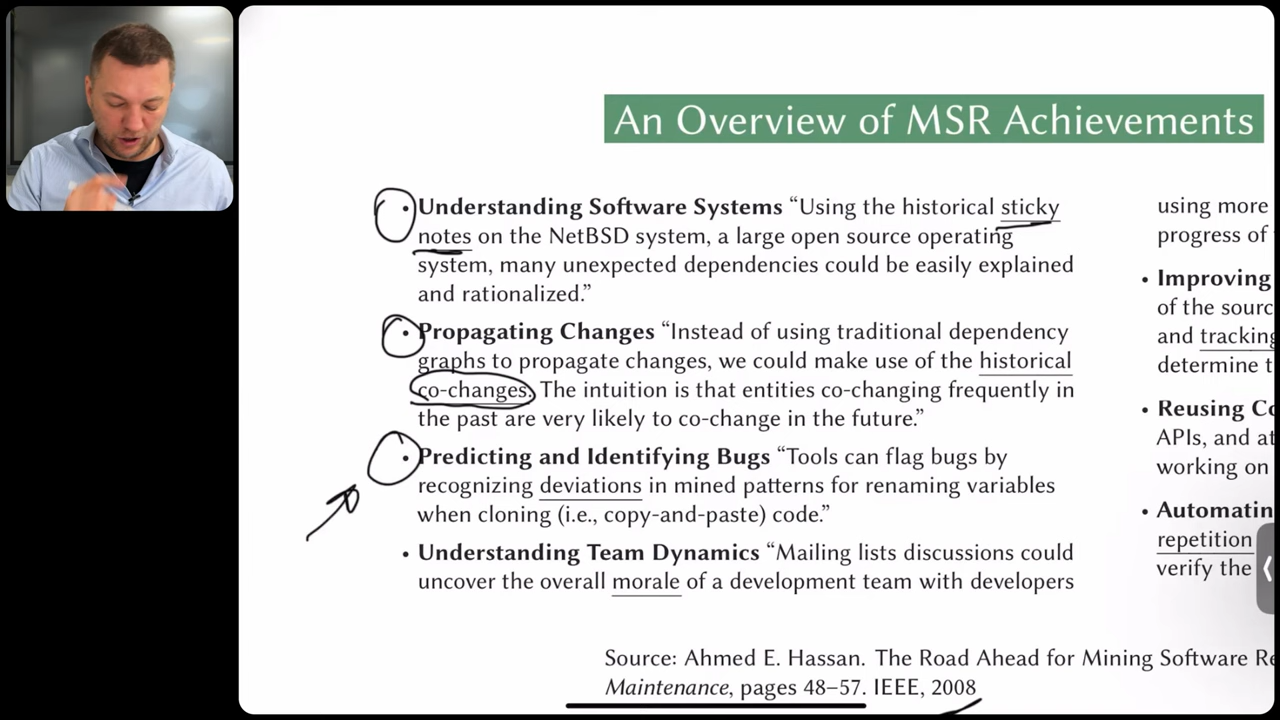 An Overview of MSR Achievements
• Understanding Software Systems “Using the historical sticky
notes on the NetBSD system, a large open source operating
system, many unexpected dependencies could be easily explained
and rationalized.”
• Propagating Changes “Instead of using traditional dependency
graphs to propagate changes, we could make use of the historical
co-changes. The intuition is that entities co-changing frequently in
the past are very likely to co-change in the future.”
• Predicting and Identifying Bugs “Tools can flag bugs by
recognizing deviations in mined patterns for renaming variables
when cloning (i.e., copy-and-paste) code.”
• Understanding Team Dynamics “Mailing lists discussions could
uncover the overall morale of a development team with developers
using more
progress of
• Improving
of the sourc
and tracking
determine t
• Reusing Co
APIs, and at
working on
• Automatin
repetition
verify the
Source: Ahmed E. Hassan. The Road Ahead for Mining Software Re
Maintenance, pages 48–57. IEEE, 2008